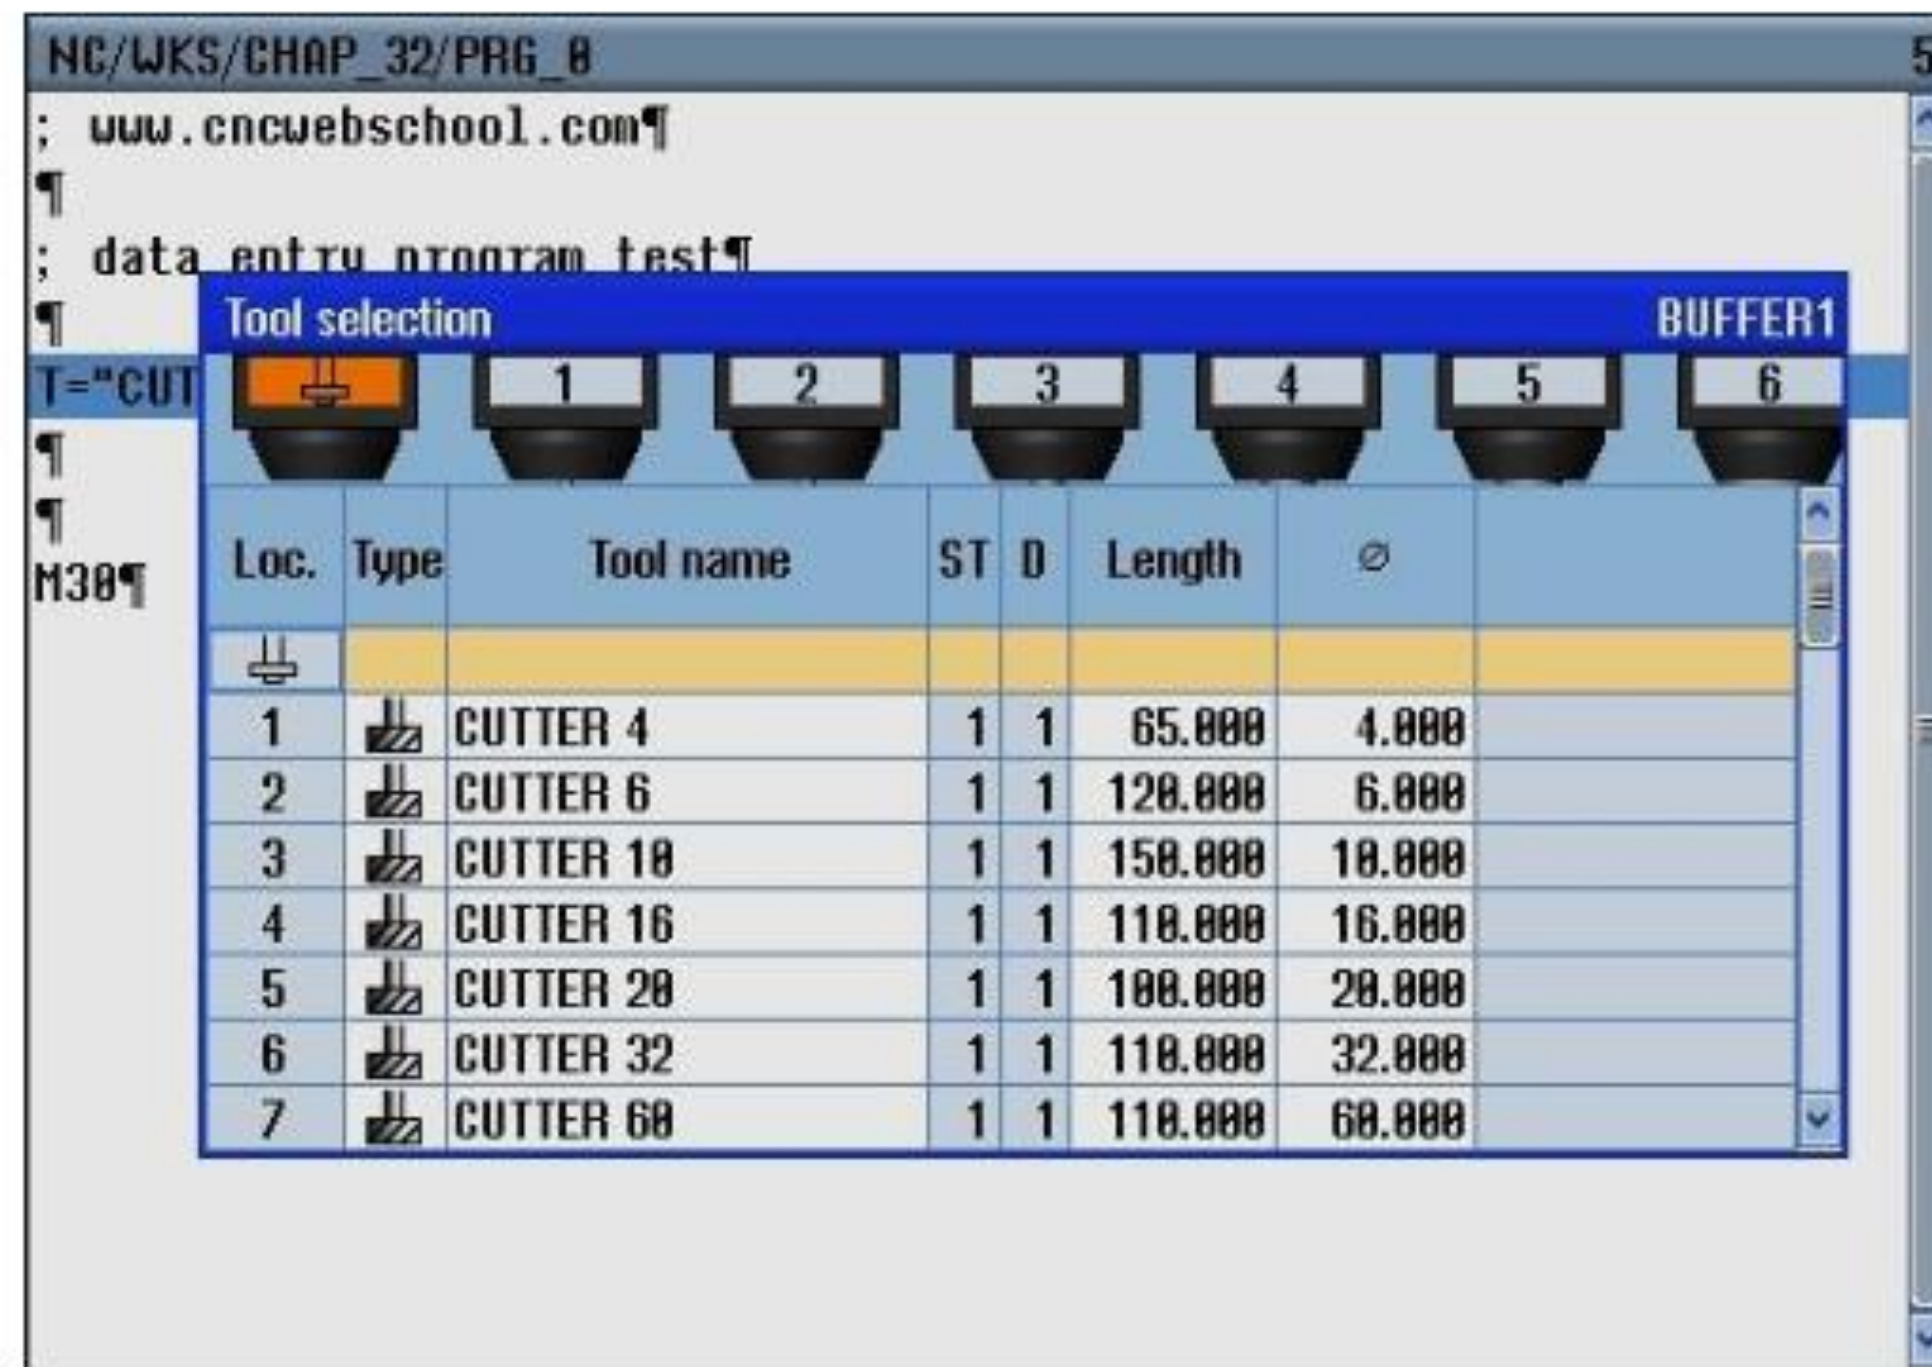 NC/WKS/CHAP_32/PRG_0 5
; www.cncwebschool.com¶
¶
; data entry program test¶
¶
T="CUT
¶
¶
M30¶
Tool selection BUFFER1
1 2 3 4 5 6
Loc. Type Tool name ST D Length ∅
1 CUTTER 4 1 1 65.000 4.000
2 CUTTER 6 1 1 120.000 6.000
3 CUTTER 10 1 1 150.000 10.000
4 CUTTER 16 1 1 110.000 16.000
5 CUTTER 20 1 1 100.000 20.000
6 CUTTER 32 1 1 110.000 32.000
7 CUTTER 60 1 1 110.000 60.000